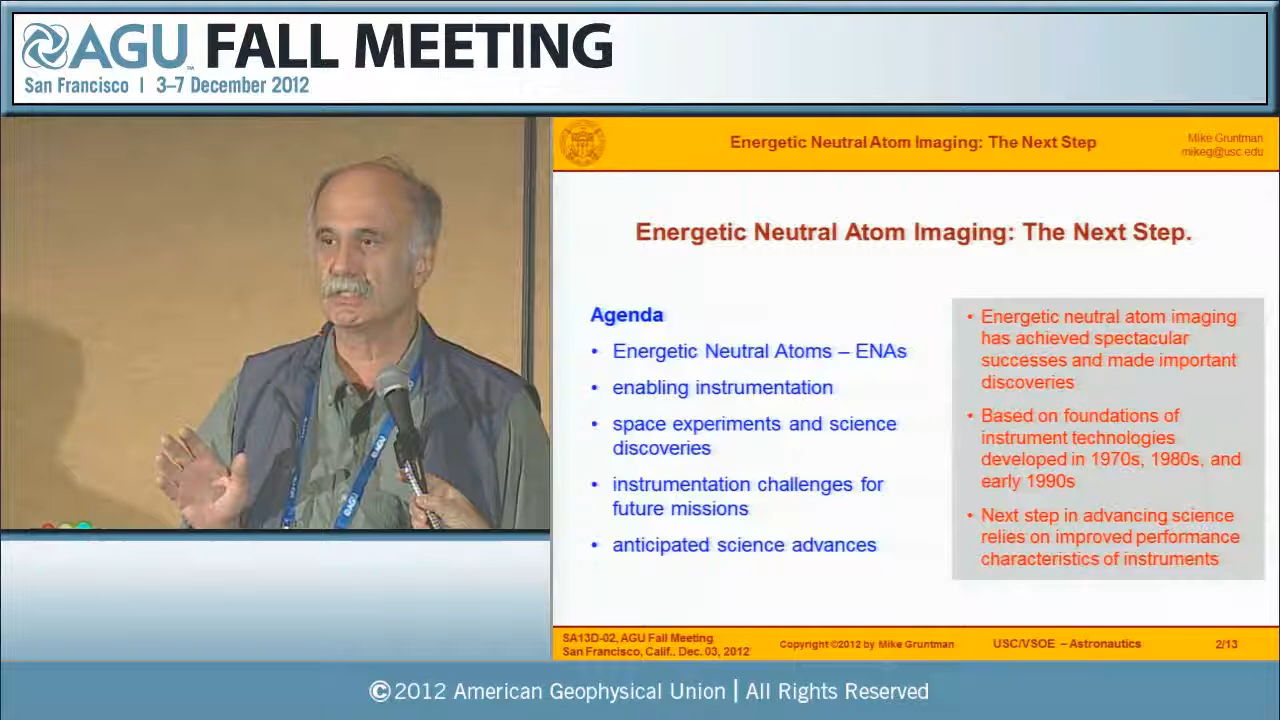 AGU FALL MEETING
San Francisco | 3–7 December 2012
Energetic Neutral Atom Imaging: The Next Step
Mike Gruntman
mikeg@usc.edu
Energetic Neutral Atom Imaging: The Next Step.
Agenda
• Energetic Neutral Atoms – ENAs
• enabling instrumentation
• space experiments and science
discoveries
• instrumentation challenges for
future missions
• anticipated science advances
• Energetic neutral atom imaging
has achieved spectacular
successes and made important
discoveries
• Based on foundations of
instrument technologies
developed in 1970s, 1980s, and
early 1990s
• Next step in advancing science
relies on improved performance
characteristics of instruments
SA13D-02, AGU Fall Meeting
San Francisco, Calif.. Dec. 03, 2012
Copyright ©2012 by Mike Gruntman
USC/VSOE – Astronautics
2/13
©2012 American Geophysical Union | All Rights Reserved